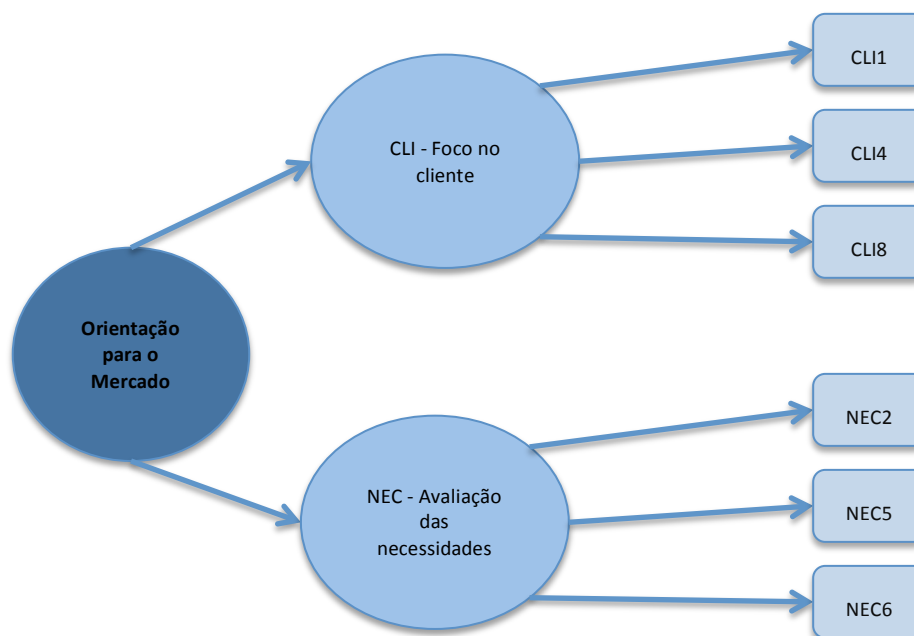 CLI1
CLI - Foco no
cliente
CLI4
CLI8
Orientação
para o
Mercado
NEC2
NEC - Avaliação
das
necessidades
NEC5
NEC6